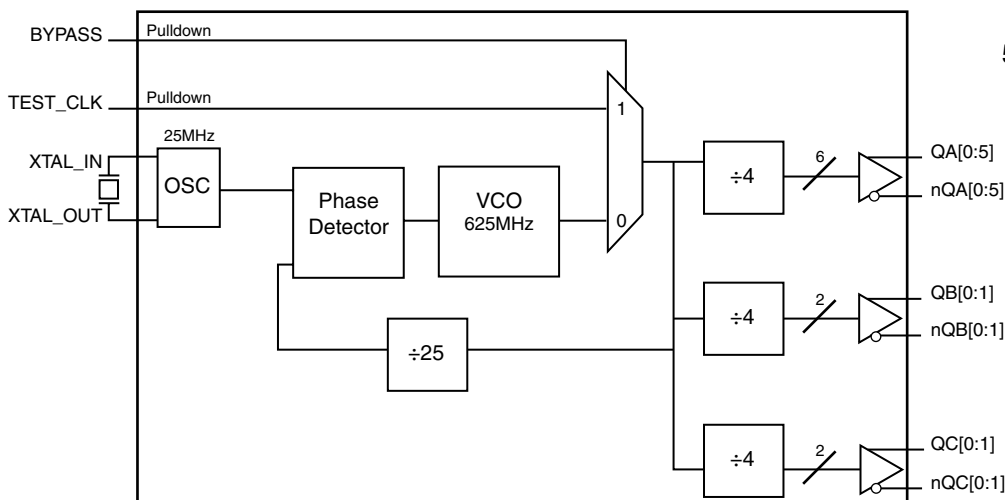 BYPASS
Pulldown
5
TEST_CLK
Pulldown
1
25MHz
XTAL_IN
OSC
XTAL_OUT
Phase
Detector
VCO
625MHz
0
÷4
6
QA[0:5]
nQA[0:5]
÷25
÷4
2
QB[0:1]
nQB[0:1]
÷4
2
QC[0:1]
nQC[0:1]